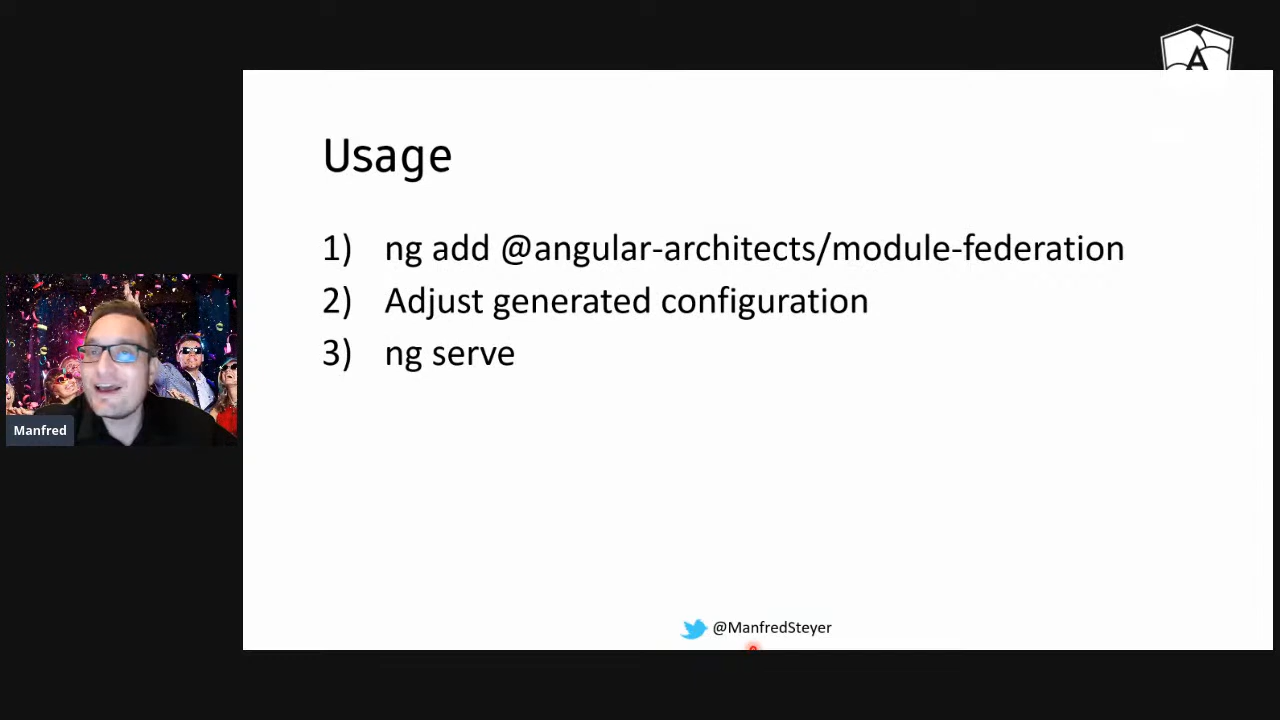 Usage
1) ng add @angular-architects/module-federation
2) Adjust generated configuration
3) ng serve
Manfred
@ManfredSteyer
A